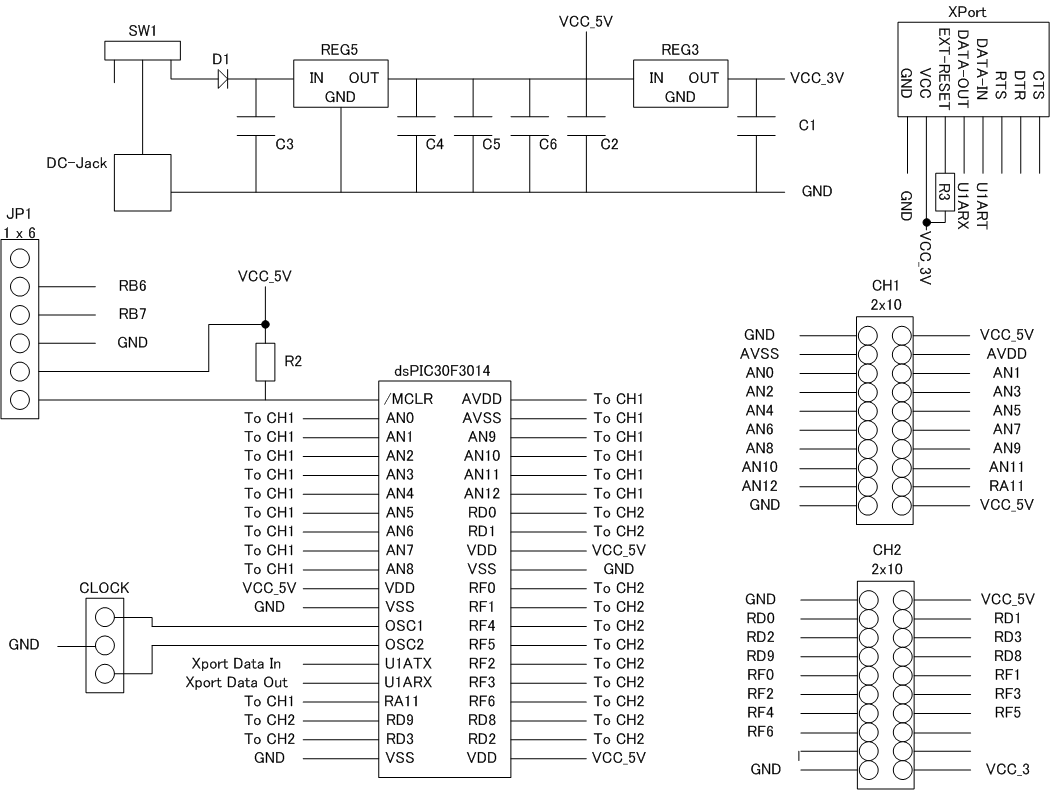 SW1
D1
REG5
IN OUT
GND
VCC_5V
REG3
IN OUT
GND
VCC_3V
C3
C4
C5
C6
C2
C1
DC-Jack
GND
XPort
GND
VCC
EXT-RESET
DATA-OUT
DATA-IN
RTS
DTR
CTS
GND
VCC_3V
R3
U1ARX
U1ART
JP1
1 x 6
RB6
RB7
GND
VCC_5V
R2
dsPIC30F3014
/MCLR AVDD To CH1
To CH1 AN0 AVSS To CH1
To CH1 AN1 AN9 To CH1
To CH1 AN2 AN10 To CH1
To CH1 AN3 AN11 To CH1
To CH1 AN4 AN12 To CH1
To CH1 AN5 RD0 To CH2
To CH1 AN6 RD1 To CH2
To CH1 AN7 VDD VCC_5V
To CH1 AN8 VSS GND
VCC_5V VDD RF0 To CH2
GND VSS RF1 To CH2
OSC1 RF4 To CH2
OSC2 RF5 To CH2
Xport Data In U1ATX RF2 To CH2
Xport Data Out U1ARX RF3 To CH2
To CH1 RA11 RF6 To CH2
To CH2 RD9 RD8 To CH2
To CH2 RD3 RD2 To CH2
GND VSS VDD VCC_5V
CLOCK
GND
CH1
2x10
GND VCC_5V
AVSS AVDD
AN0 AN1
AN2 AN3
AN4 AN5
AN6 AN7
AN8 AN9
AN10 AN11
AN12 RA11
GND VCC_5V
CH2
2x10
GND VCC_5V
RD0 RD1
RD2 RD3
RD9 RD8
RF0 RF1
RF2 RF3
RF4 RF5
RF6
GND VCC_3